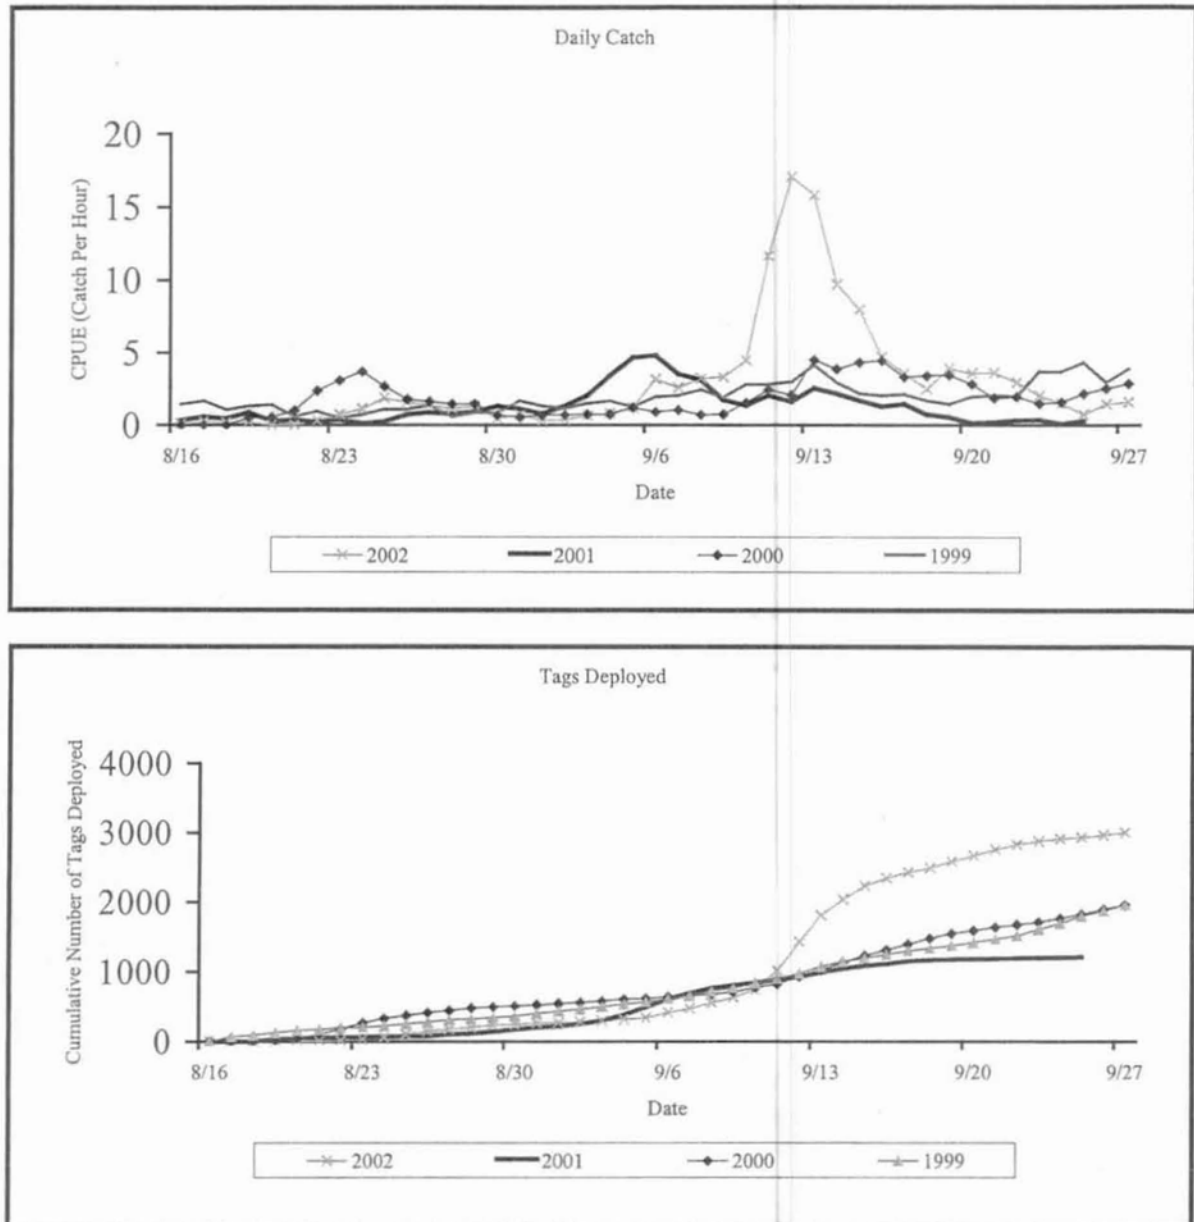 Daily Catch
CPUE (Catch Per Hour)
20
15
10
5
0
8/16 8/23 8/30 9/6 9/13 9/20 9/27
Date
2002 2001 2000 1999
Tags Deployed
Cumulative Number of Tags Deployed
4000
3000
2000
1000
0
8/16 8/23 8/30 9/6 9/13 9/20 9/27
Date
2002 2001 2000 1999